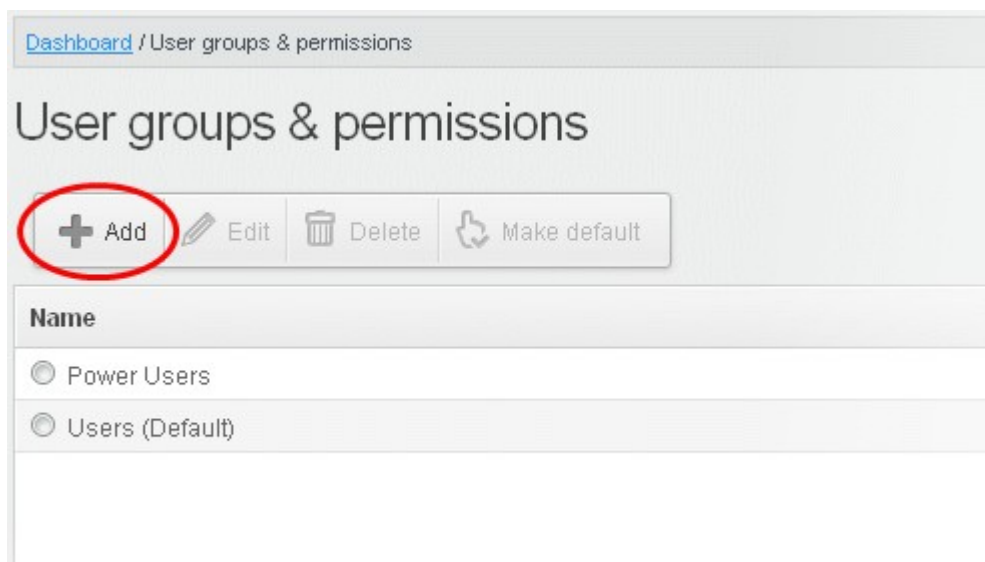 Dashboard / User groups & permissions
User groups & permissions
Add Edit Delete Make default
Name
Power Users
Users (Default)